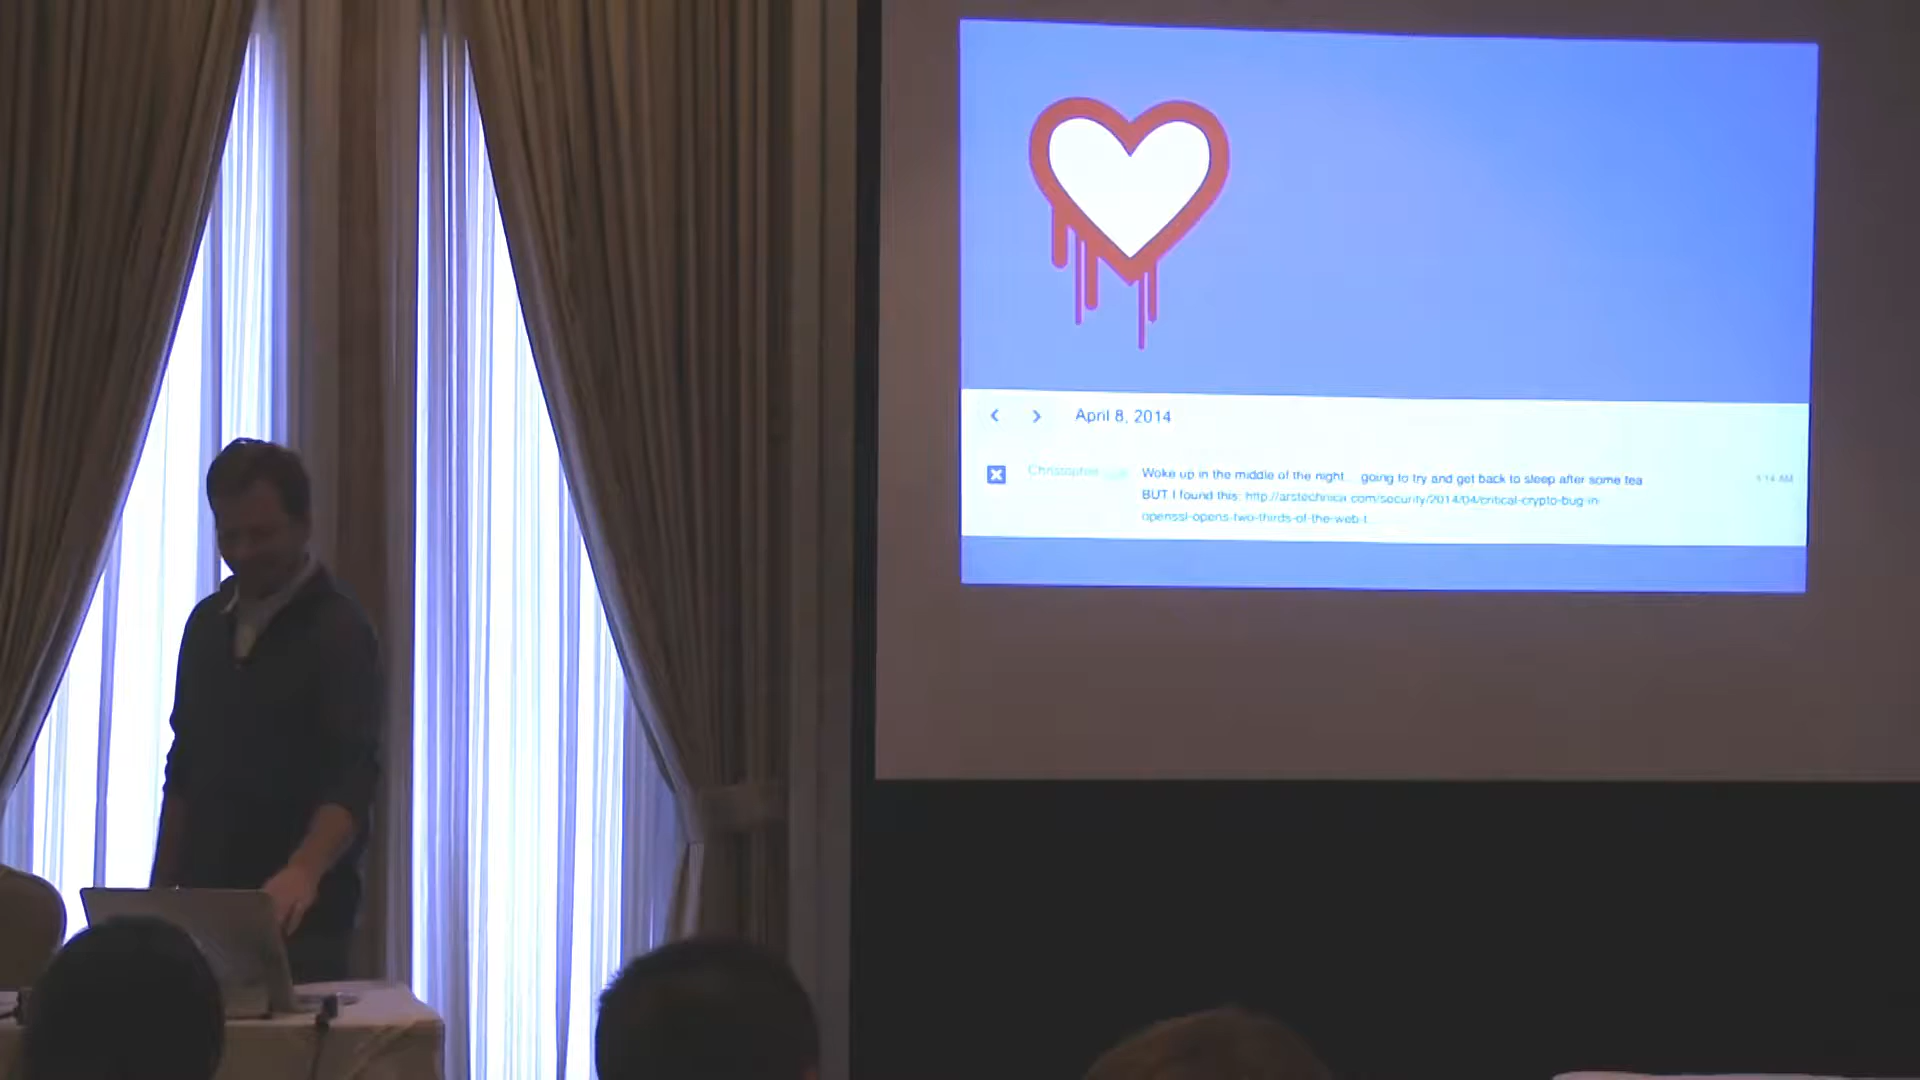 April 8, 2014
Christopher
Woke up in the middle of the night... going to try and get back to sleep after some tea
BUT I found this: http://arstechnica.com/security/2014/04/critical-crypto-bug-in-
openssl-opens-two-thirds-of-the-web-t...